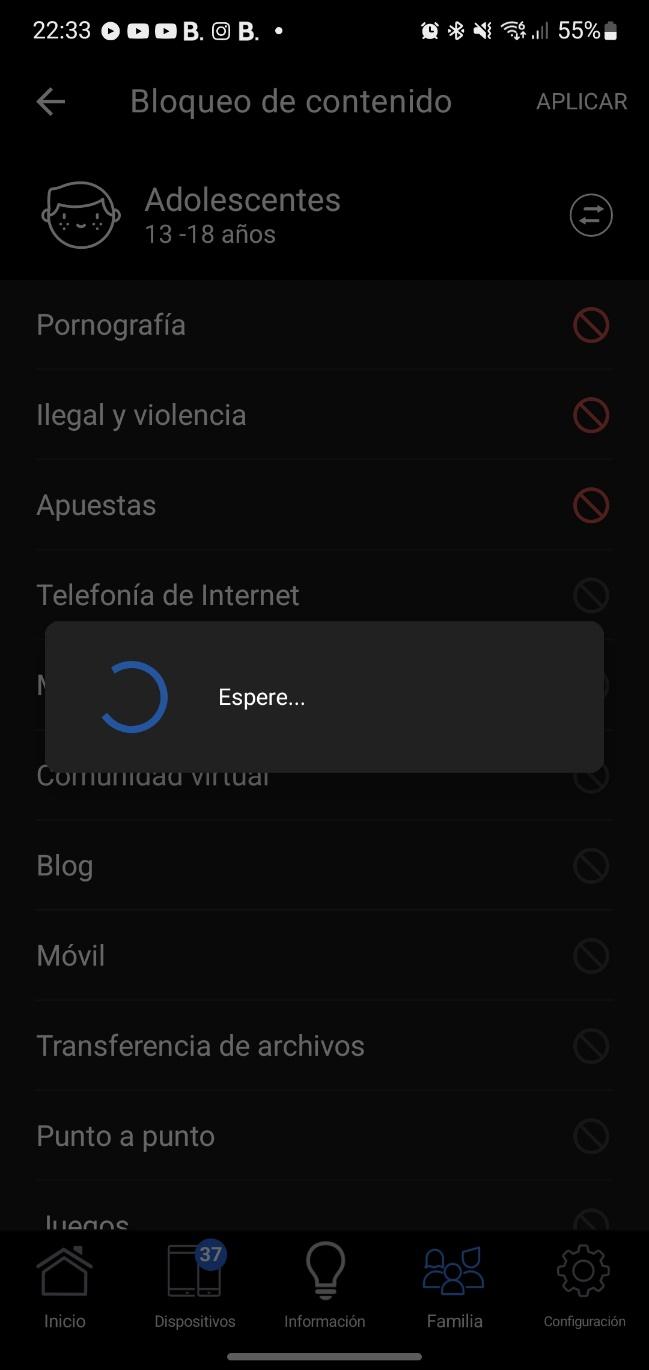 22:33 B. B. 55%
Bloqueo de contenido APLICAR
Adolescentes
13 -18 años
Pornografía
Ilegal y violencia
Apuestas
Telefonía de Internet
Espere...
Comunidad virtual
Blog
Móvil
Transferencia de archivos
Punto a punto
Juegos
37
Inicio Dispositivos Información Familia Configuración